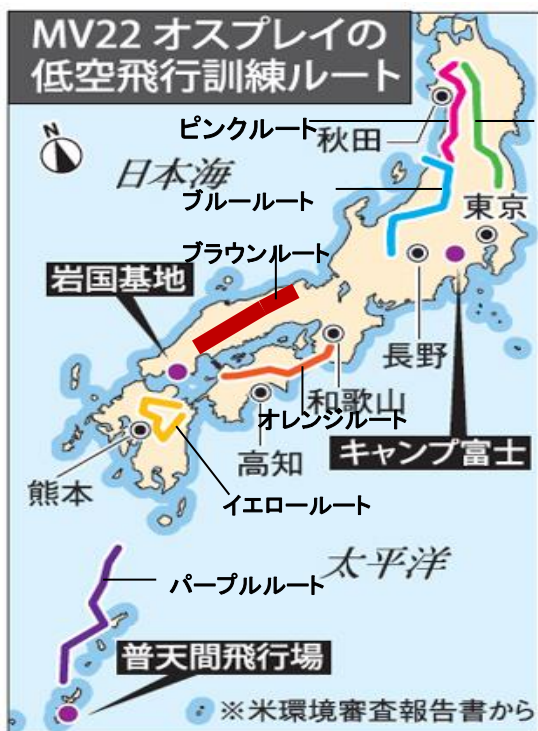 MV22 オスプレイの
低空飛行訓練ルート
N
ピンクルート
秋田
日本海
ブルールート
東京
ブラウンルート
岩国基地
長野
和歌山
オレンジルート
高知
キャンプ富士
熊本
イエロールート
パープルルート
太平洋
普天間飛行場
※米環境審査報告書から